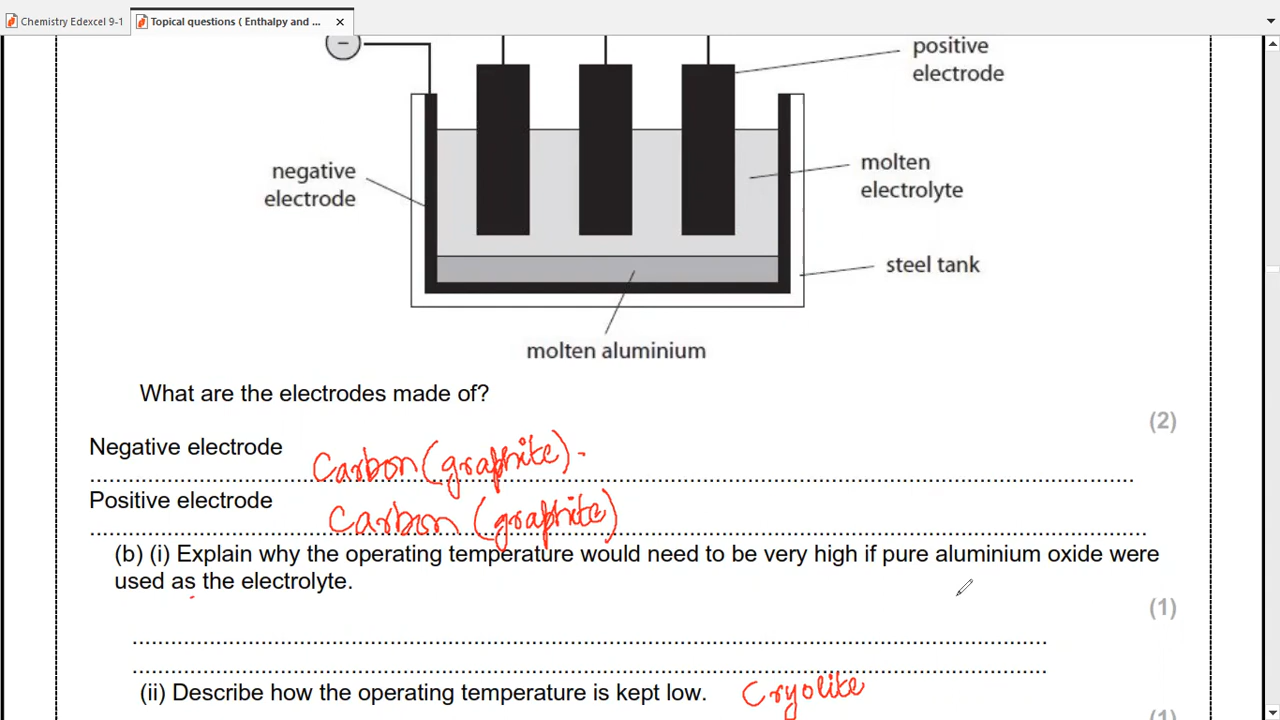 Chemistry Edexcel 9-1
Topical questions ( Enthalpy and ...
−
positive
electrode
negative
electrode
molten
electrolyte
steel tank
molten aluminium
What are the electrodes made of?
(2)
Negative electrode Carbon (graphite).
Positive electrode Carbon (graphite)
(b) (i) Explain why the operating temperature would need to be very high if pure aluminium oxide were
used as the electrolyte.
(1)
(ii) Describe how the operating temperature is kept low. Cryolite
(1)